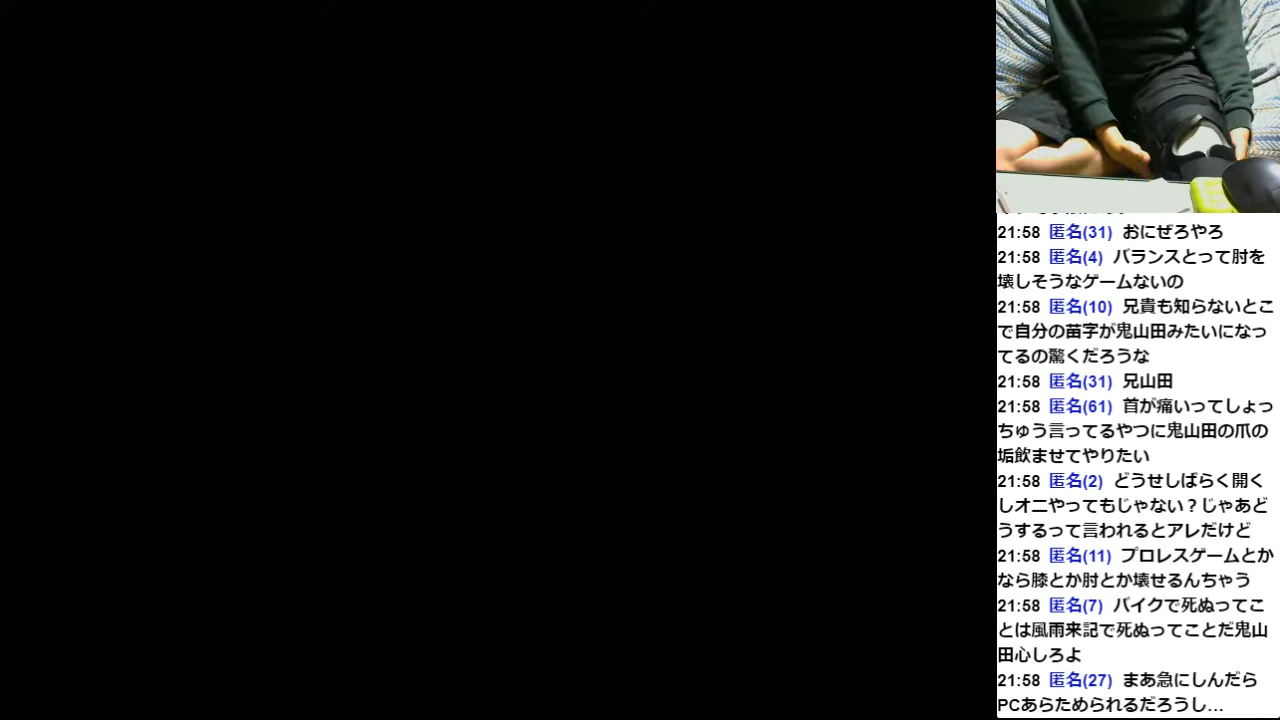 21:58 匿名(31) おにぜろやろ
21:58 匿名(4) バランスとって肘を
壊しそうなゲームないの
21:58 匿名(10) 兄貴も知らないとこ
で自分の苗字が鬼山田みたいになっ
てるの驚くだろうな
21:58 匿名(31) 兄山田
21:58 匿名(61) 首が痛いってしょっ
ちゅう言ってるやつに鬼山田の爪の
垢飲ませてやりたい
21:58 匿名(2) どうせしばらく開く
しオニやってもじゃない？じゃあど
うするって言われるとアレだけど
21:58 匿名(11) プロレスゲームとか
なら膝とか肘とか壊せるんちゃう
21:58 匿名(7) バイクで死ぬってこ
とは風雨来記で死ぬってことだ鬼山
田心しろよ
21:58 匿名(27) まあ急にしんだら
PCあらためられるだろうし…